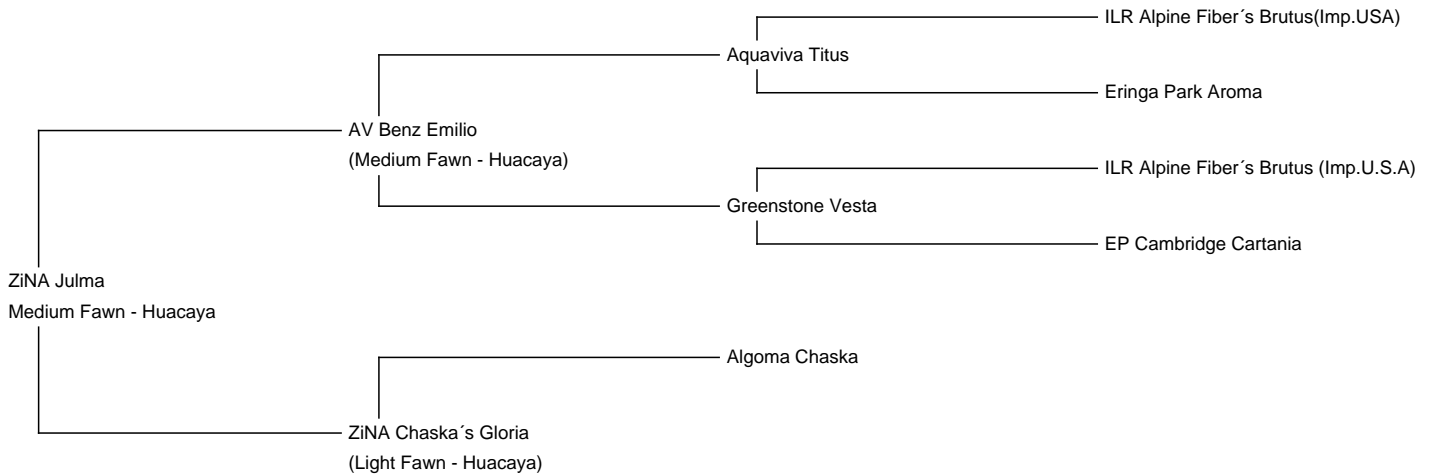 ILR Alpine Fiber´s Brutus(Imp.USA)
Aquaviva Titus
Eringa Park Aroma
AV Benz Emilio
(Medium Fawn - Huacaya)
ILR Alpine Fiber´s Brutus (Imp.U.S.A)
Greenstone Vesta
EP Cambridge Cartania
ZiNA Julma
Medium Fawn - Huacaya
Algoma Chaska
ZiNA Chaska´s Gloria
(Light Fawn - Huacaya)